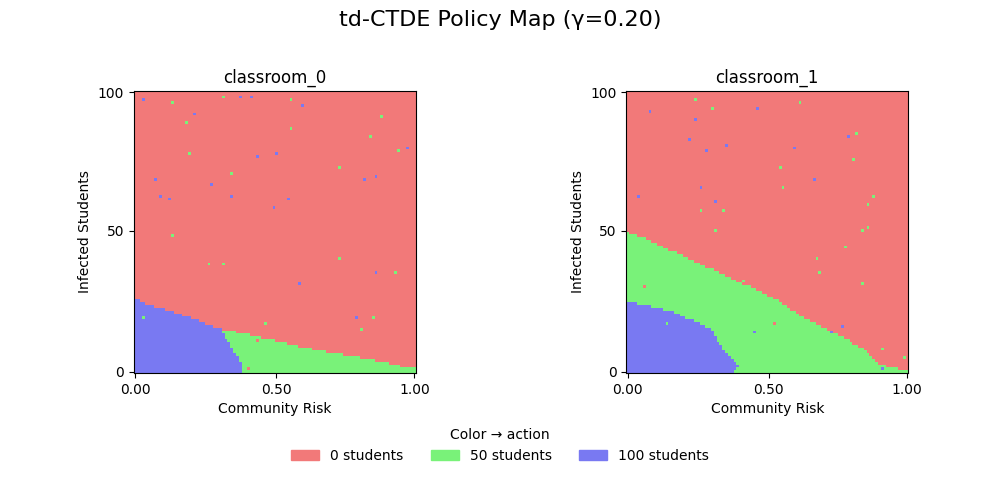 td-CTDE Policy Map (γ=0.20)
classroom_0
classroom_1
Infected Students
100
50
0
0.00 0.50 1.00
Community Risk
Infected Students
100
50
0
0.00 0.50 1.00
Community Risk
Color → action
0 students 50 students 100 students